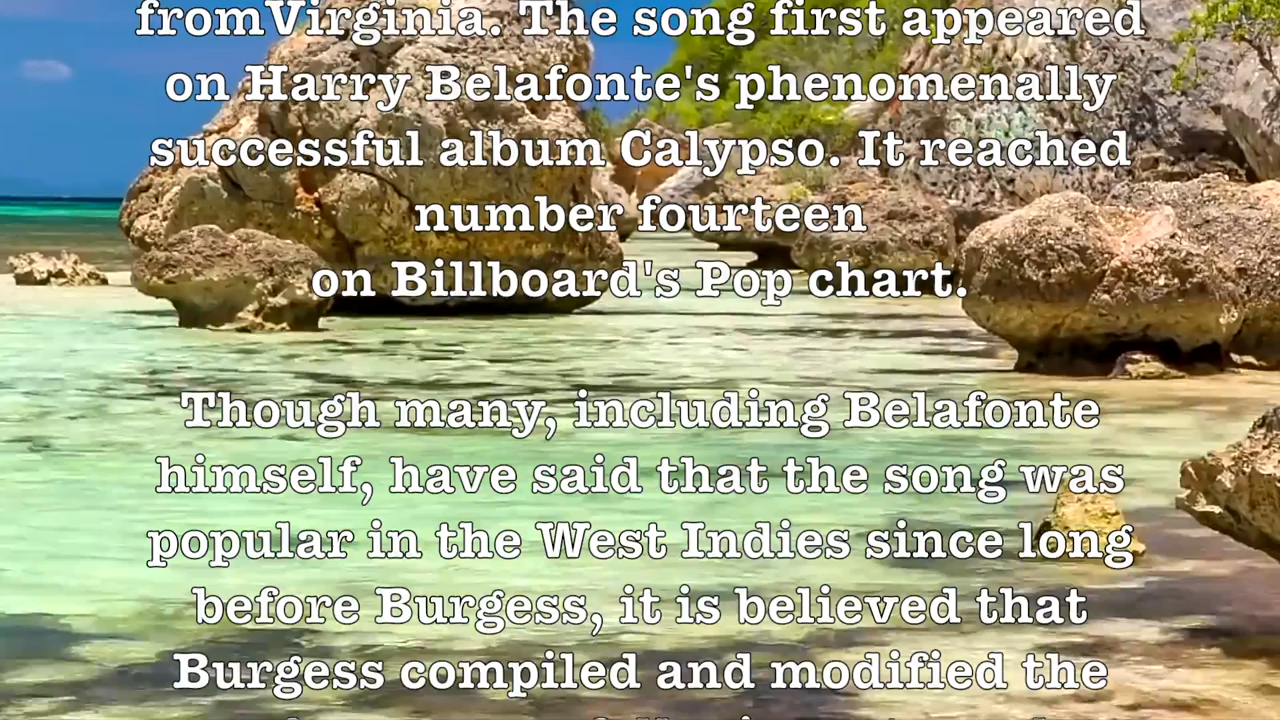 fromVirginia. The song first appeared
on Harry Belafonte's phenomenally
successful album Calypso. It reached
number fourteen
on Billboard's Pop chart.
Though many, including Belafonte
himself, have said that the song was
popular in the West Indies since long
before Burgess, it is believed that
Burgess compiled and modified the